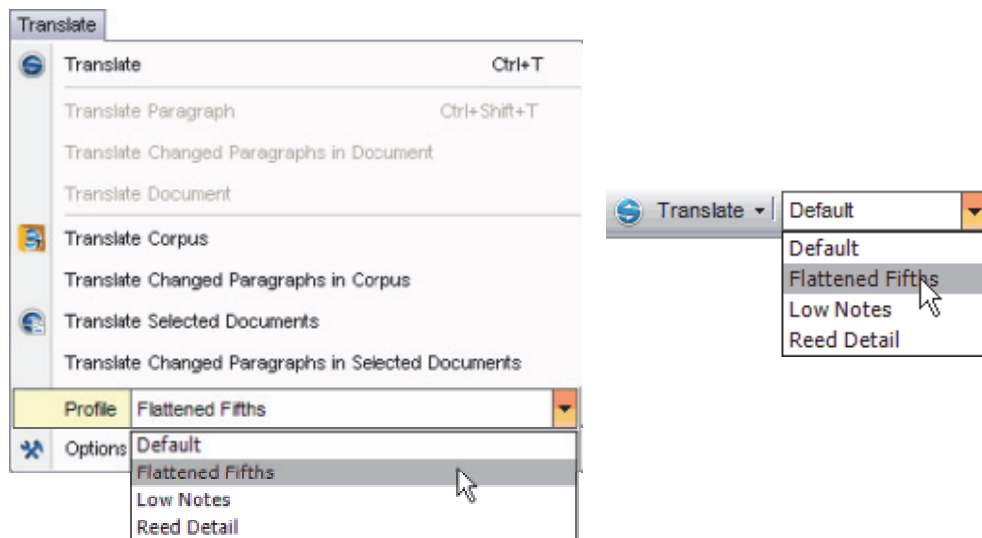 Translate
Translate Ctrl+T
Translate Paragraph Ctrl+Shift+T
Translate Changed Paragraphs in Document
Translate Document
Translate Corpus
Translate Changed Paragraphs in Corpus
Translate Selected Documents
Translate Changed Paragraphs in Selected Documents
Profile Flattened Fifths
Options Default
Flattened Fifths
Low Notes
Reed Detail
Translate Default
Default
Flattened Fifths
Low Notes
Reed Detail